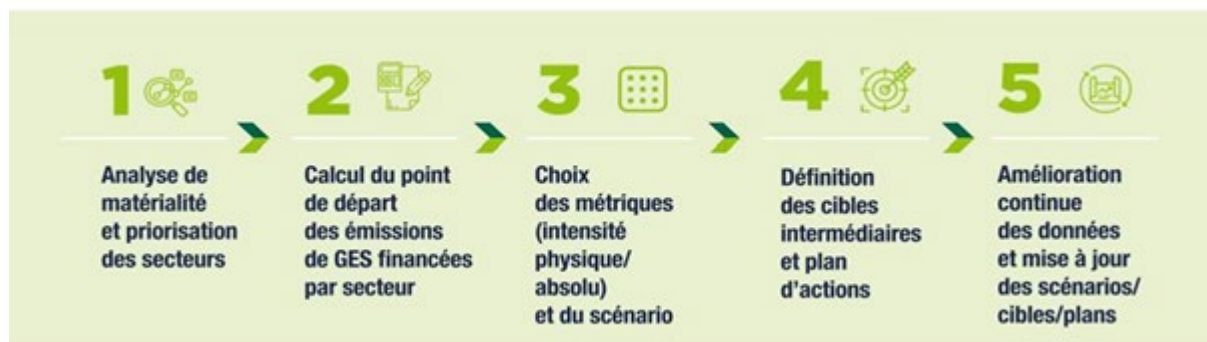 1
Analyse de
matérialité
et priorisation
des secteurs
2
Calcul du point
de départ
des émissions
de GES financées
par secteur
3
Choix
des métriques
(intensité
physique/
absolu)
et du scénario
4
Définition
des cibles
intermédiaires
et plan
d’actions
5
Amélioration
continue
des données
et mise à jour
des scénarios/
cibles/plans